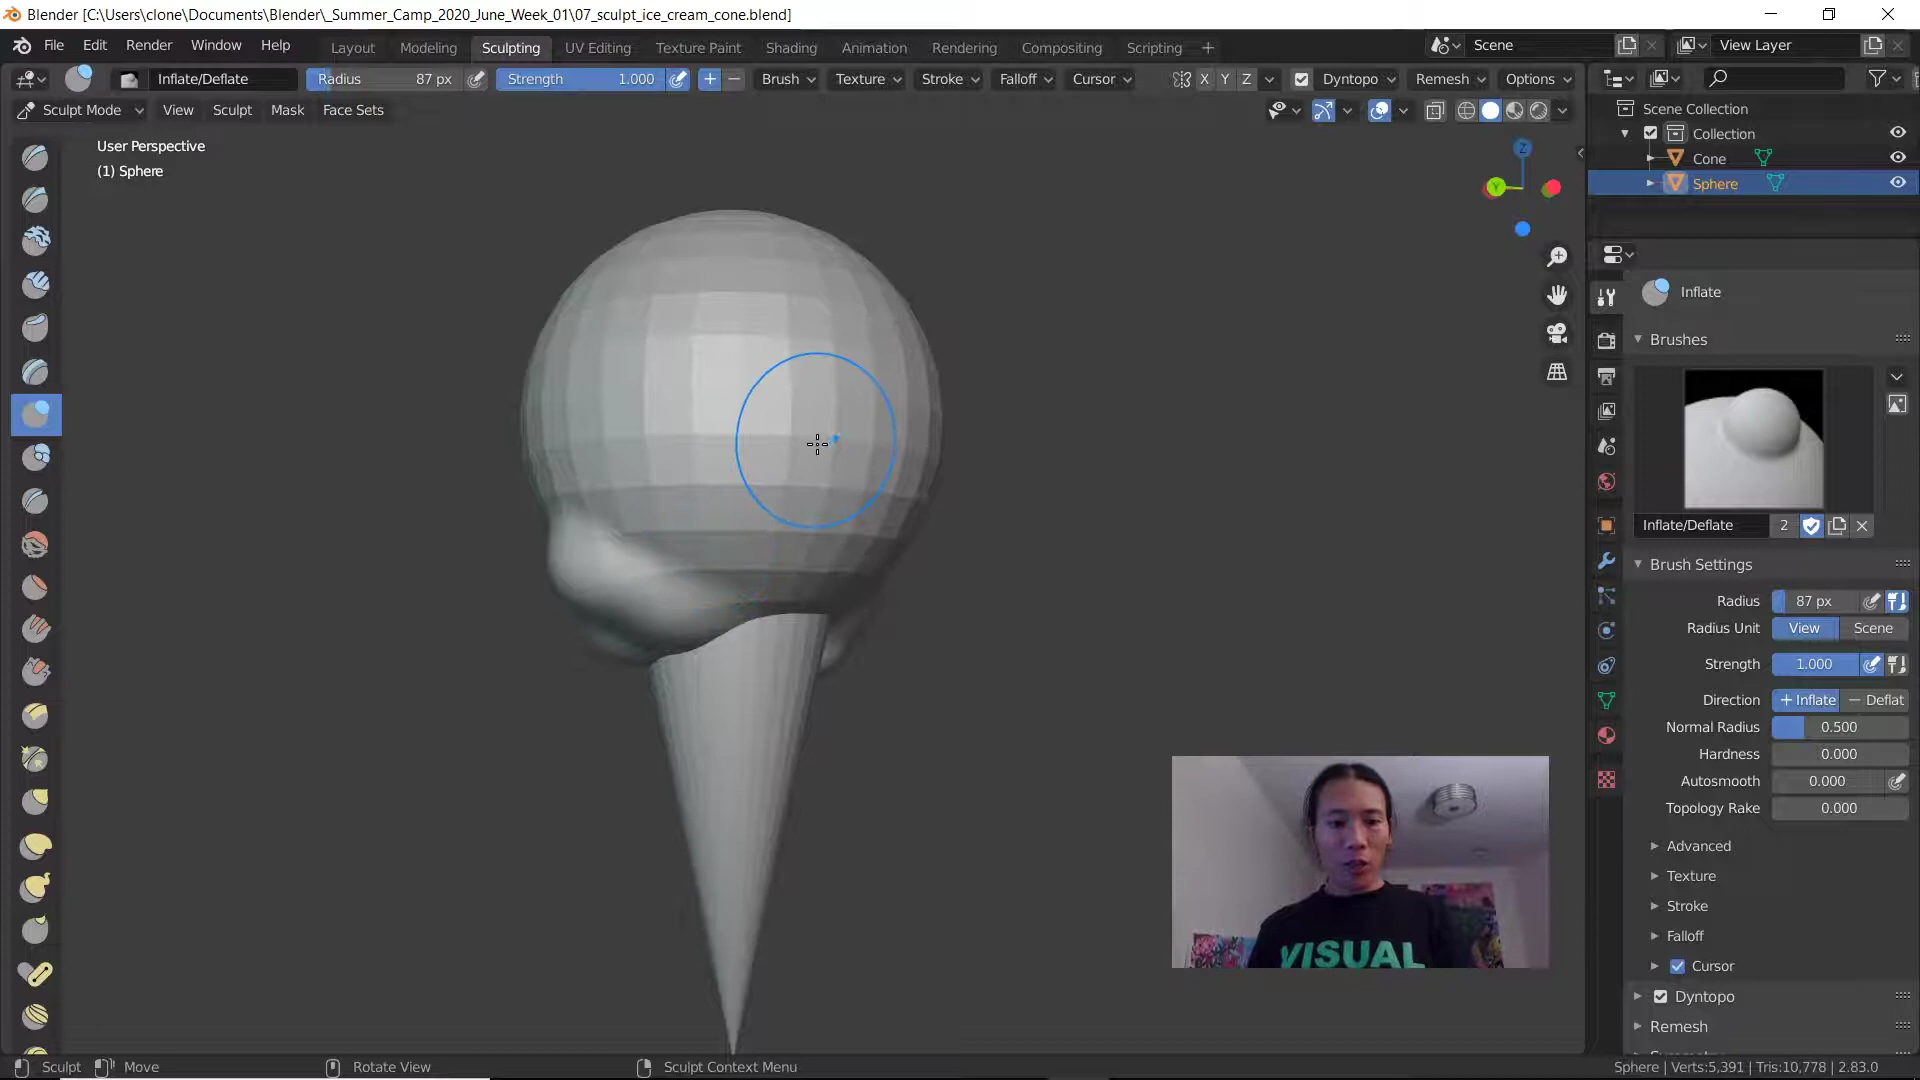 Blender [C:\Users\clone\Documents\Blender\_Summer_Camp_2020_June_Week_01\07_sculpt_ice_cream_cone.blend]
File Edit Render Window Help Layout Modeling Sculpting UV Editing Texture Paint Shading Animation Rendering Compositing Scripting + Scene View Layer
Inflate/Deflate Radius 87 px Strength 1.000 + − Brush Texture Stroke Falloff Cursor X Y Z Dyntopo Remesh Options
Sculpt Mode View Sculpt Mask Face Sets
User Perspective
(1) Sphere
Z
Y
Scene Collection
Collection
Cone
Sphere
Inflate
Brushes
Inflate/Deflate 2
Brush Settings
Radius 87 px
Radius Unit View Scene
Strength 1.000
Direction + Inflate − Deflat
Normal Radius 0.500
Hardness 0.000
Autosmooth 0.000
Topology Rake 0.000
Advanced
Texture
Stroke
Falloff
Cursor
Dyntopo
Remesh
VISUAL
Sculpt Move Rotate View Sculpt Context Menu Sphere | Verts:5,391 | Tris:10,778 | 2.83.0